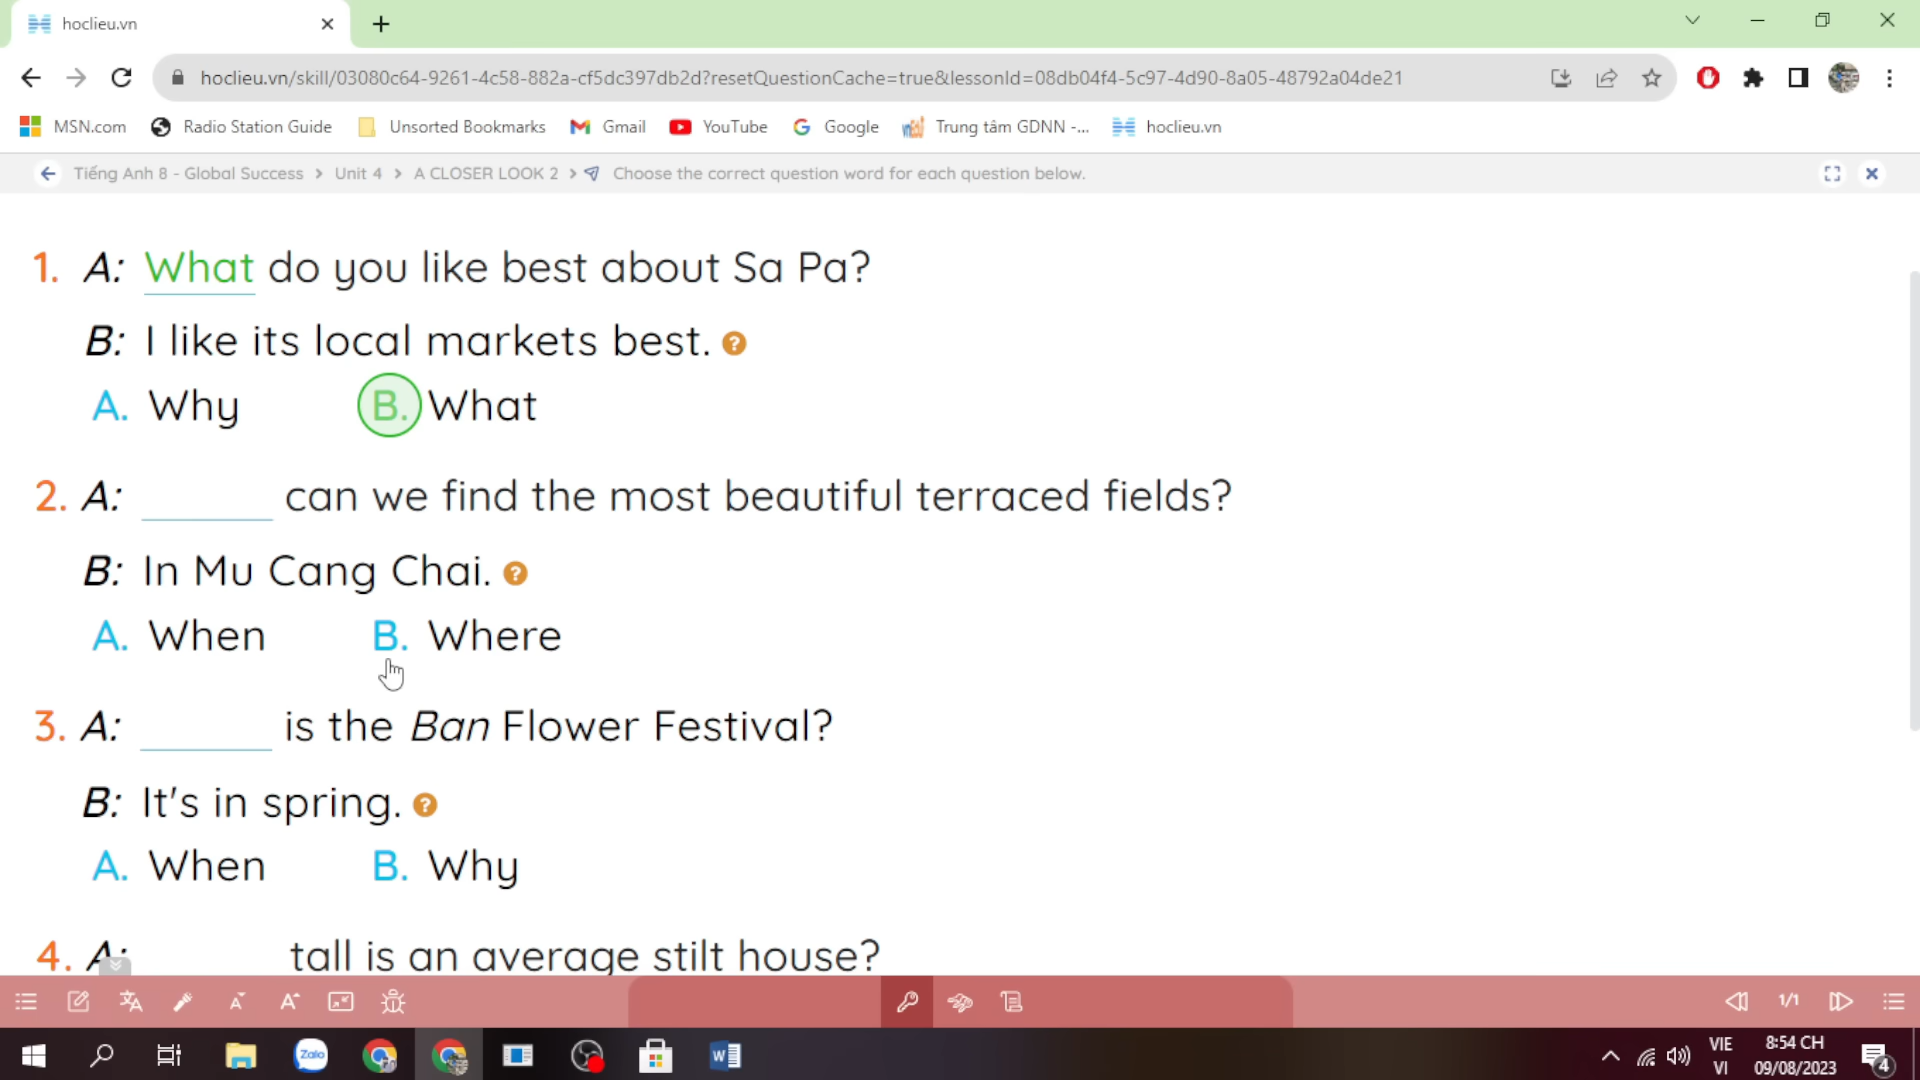 hoclieu.vn
hoclieu.vn/skill/03080c64-9261-4c58-882a-cf5dc397db2d?resetQuestionCache=true&lessonId=08db04f4-5c97-4d90-8a05-48792a04de21
MSN.com Radio Station Guide Unsorted Bookmarks Gmail YouTube Google Trung tâm GDNN -... hoclieu.vn
Tiếng Anh 8 - Global Success > Unit 4 > A CLOSER LOOK 2 > Choose the correct question word for each question below.
1. A: What do you like best about Sa Pa?
B: I like its local markets best. ?
A. Why B. What
2. A: ______ can we find the most beautiful terraced fields?
B: In Mu Cang Chai. ?
A. When B. Where
3. A: ______ is the Ban Flower Festival?
B: It's in spring. ?
A. When B. Why
4. A: tall is an average stilt house?
1/1
Zalo VIE 8:54 CH
VI 09/08/2023 4